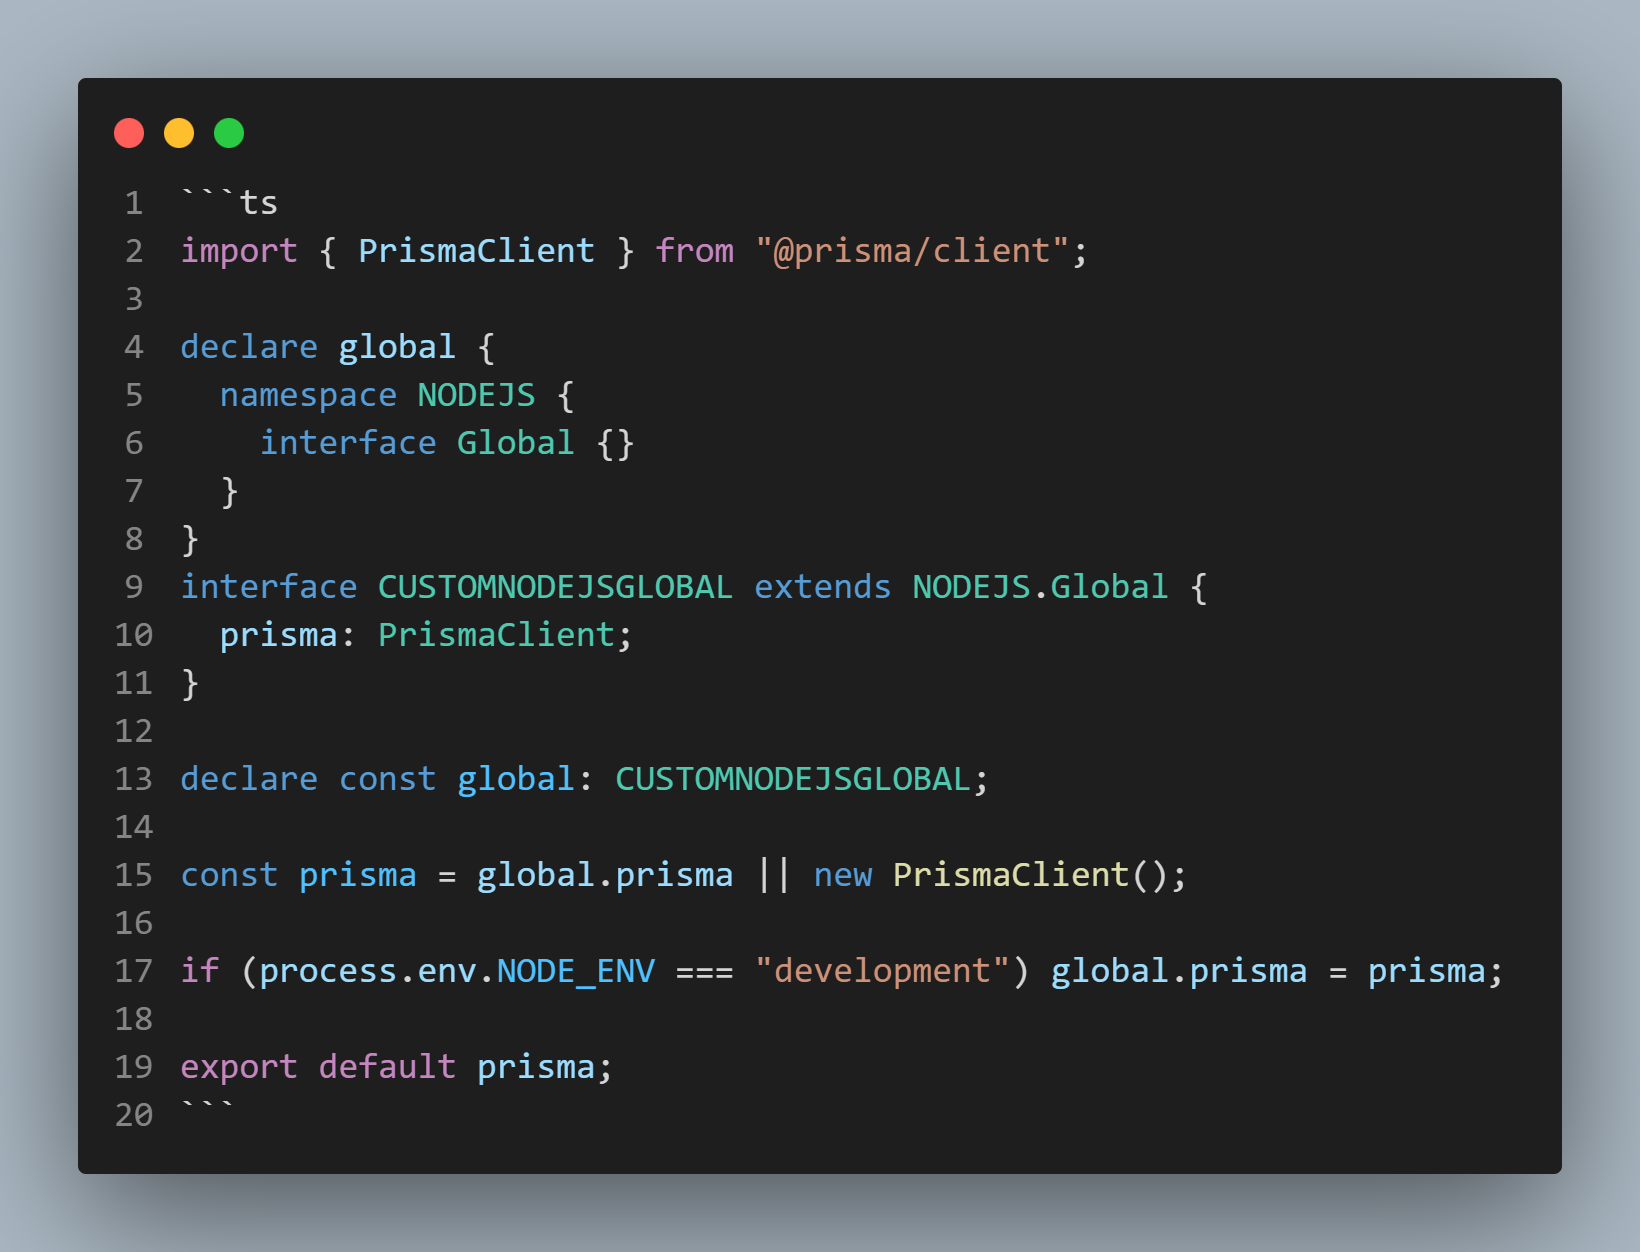 1 ```ts
2 import { PrismaClient } from "@prisma/client";
3
4 declare global {
5   namespace NODEJS {
6     interface Global {}
7   }
8 }
9 interface CUSTOMNODEJSGLOBAL extends NODEJS.Global {
10   prisma: PrismaClient;
11 }
12
13 declare const global: CUSTOMNODEJSGLOBAL;
14
15 const prisma = global.prisma || new PrismaClient();
16
17 if (process.env.NODE_ENV === "development") global.prisma = prisma;
18
19 export default prisma;
20 ```